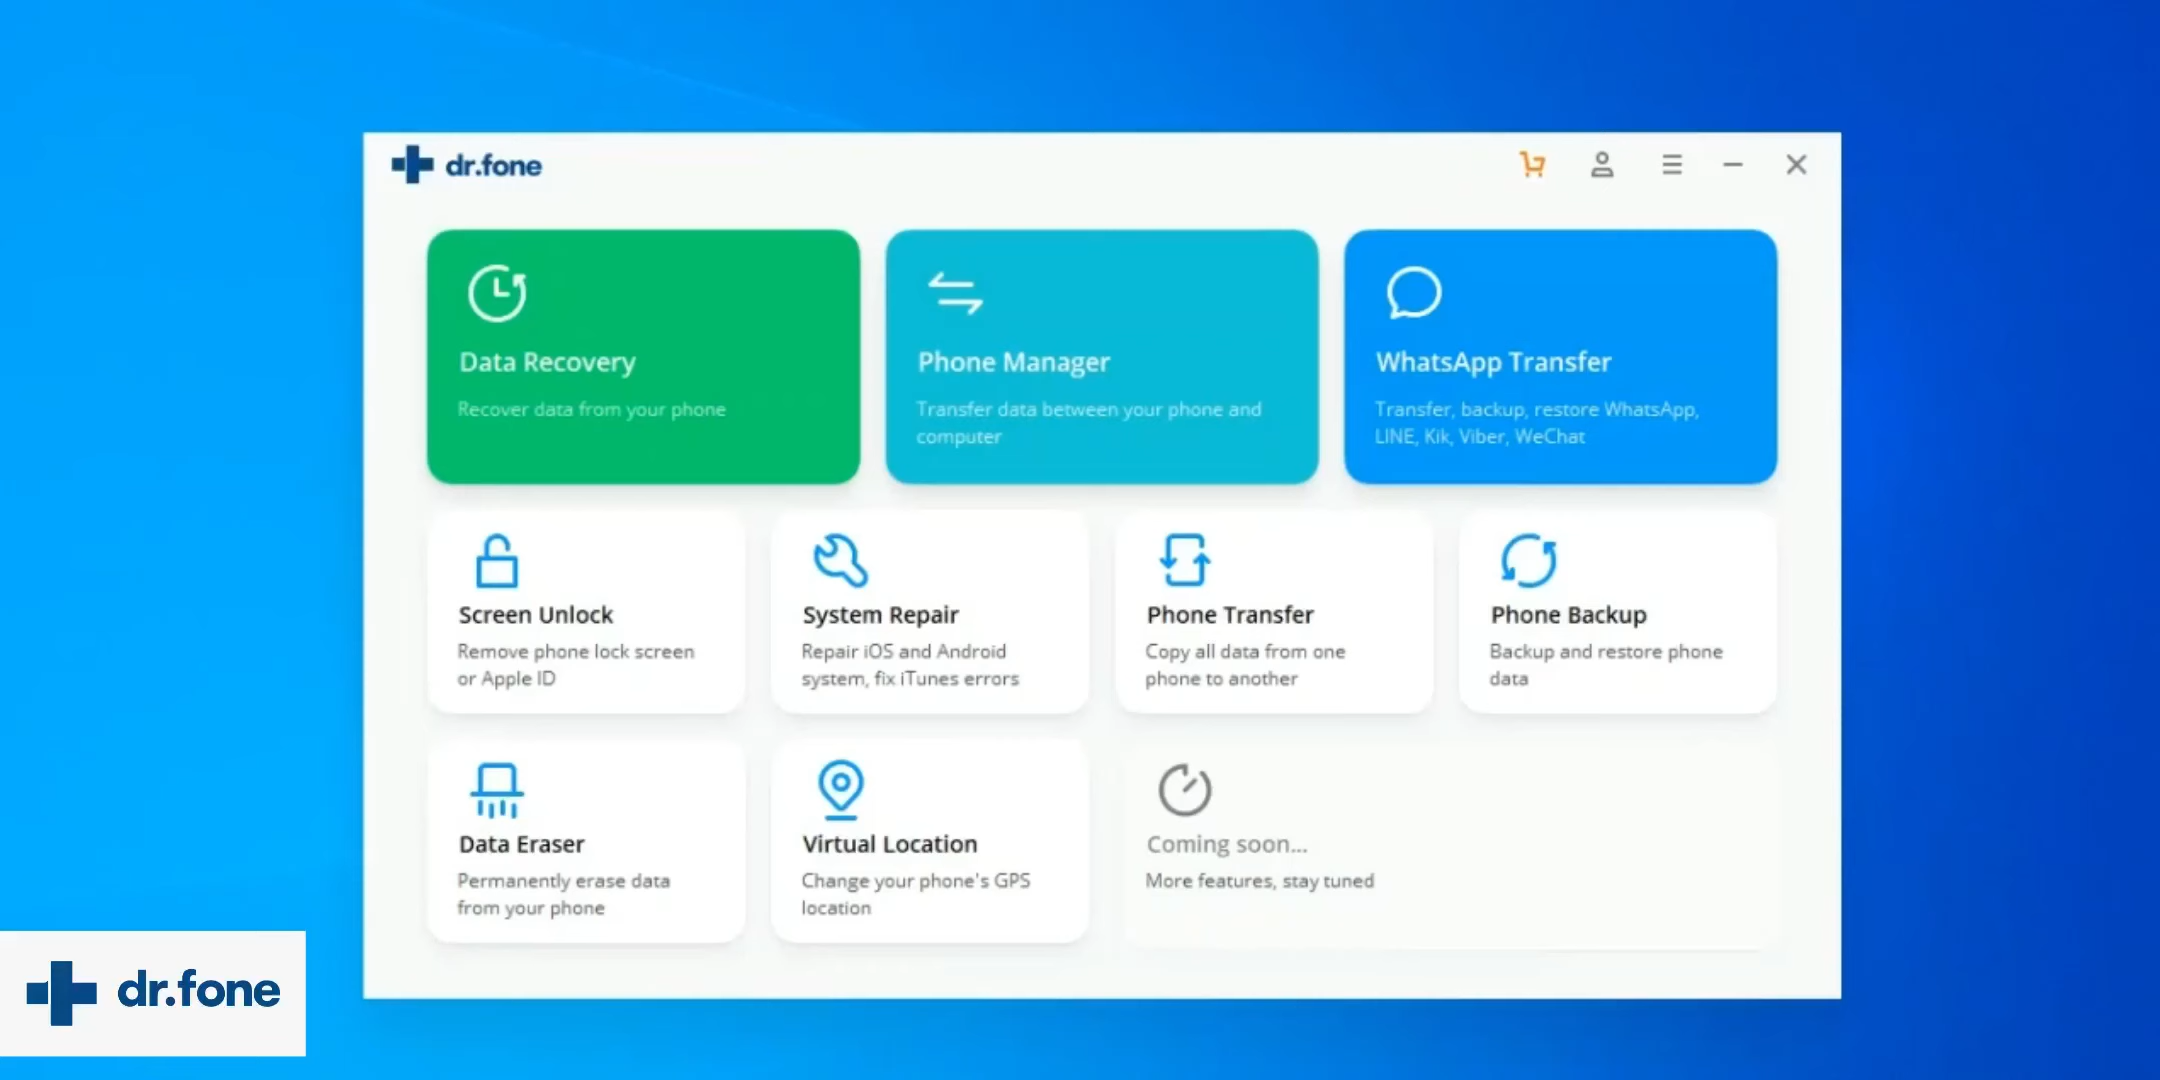 dr.fone
Data Recovery
Recover data from your phone
Phone Manager
Transfer data between your phone and
computer
WhatsApp Transfer
Transfer, backup, restore WhatsApp,
LINE, Kik, Viber, WeChat
Screen Unlock
Remove phone lock screen
or Apple ID
System Repair
Repair iOS and Android
system, fix iTunes errors
Phone Transfer
Copy all data from one
phone to another
Phone Backup
Backup and restore phone
data
Data Eraser
Permanently erase data
from your phone
Virtual Location
Change your phone's GPS
location
Coming soon...
More features, stay tuned
dr.fone